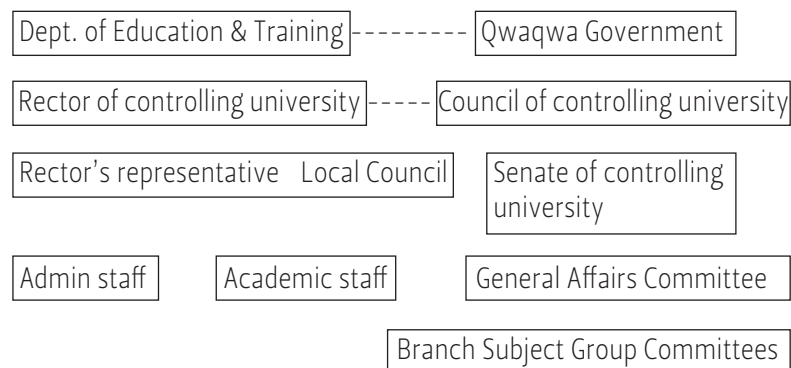 Dept. of Education & Training Qwaqwa Government
Rector of controlling university Council of controlling university
Rector’s representative Local Council Senate of controlling
university
Admin staff Academic staff General Affairs Committee
Branch Subject Group Committees